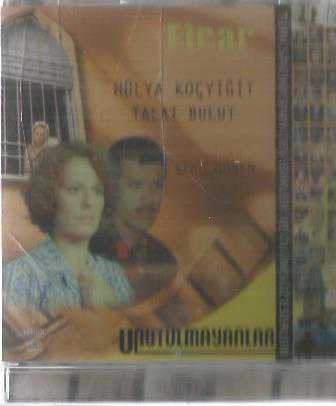 Firar
HÜLYA KOÇYİĞİT
TALAT BULUT
UNUTULMAYANLAR